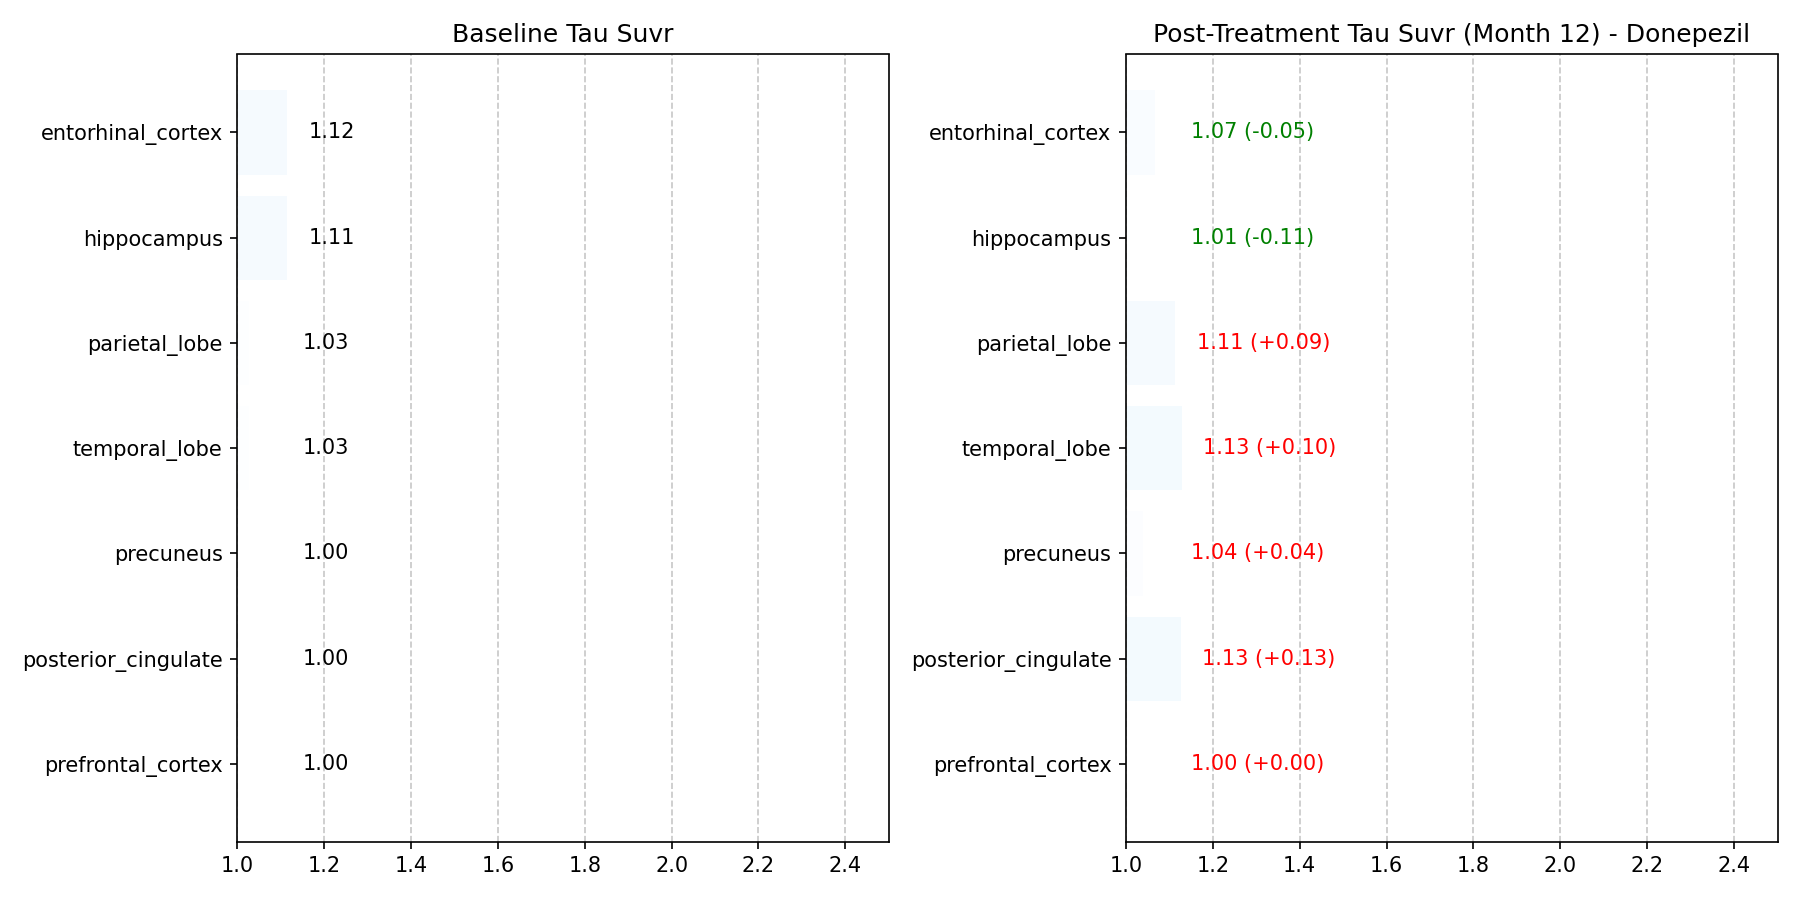 Baseline Tau Suvr
entorhinal_cortex
1.12
hippocampus
1.11
parietal_lobe
1.03
temporal_lobe
1.03
precuneus
1.00
posterior_cingulate
1.00
prefrontal_cortex
1.00
1.0 1.2 1.4 1.6 1.8 2.0 2.2 2.4
Post-Treatment Tau Suvr (Month 12) - Donepezil
entorhinal_cortex
1.07 (-0.05)
hippocampus
1.01 (-0.11)
parietal_lobe
1.11 (+0.09)
temporal_lobe
1.13 (+0.10)
precuneus
1.04 (+0.04)
posterior_cingulate
1.13 (+0.13)
prefrontal_cortex
1.00 (+0.00)
1.0 1.2 1.4 1.6 1.8 2.0 2.2 2.4